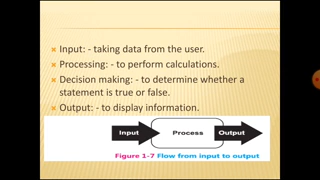 Input: - taking data from the user.
Processing: - to perform calculations.
Decision making: - to determine whether a
statement is true or false.
Output: - to display information.
Input
Process
Output
Figure 1-7 Flow from input to output